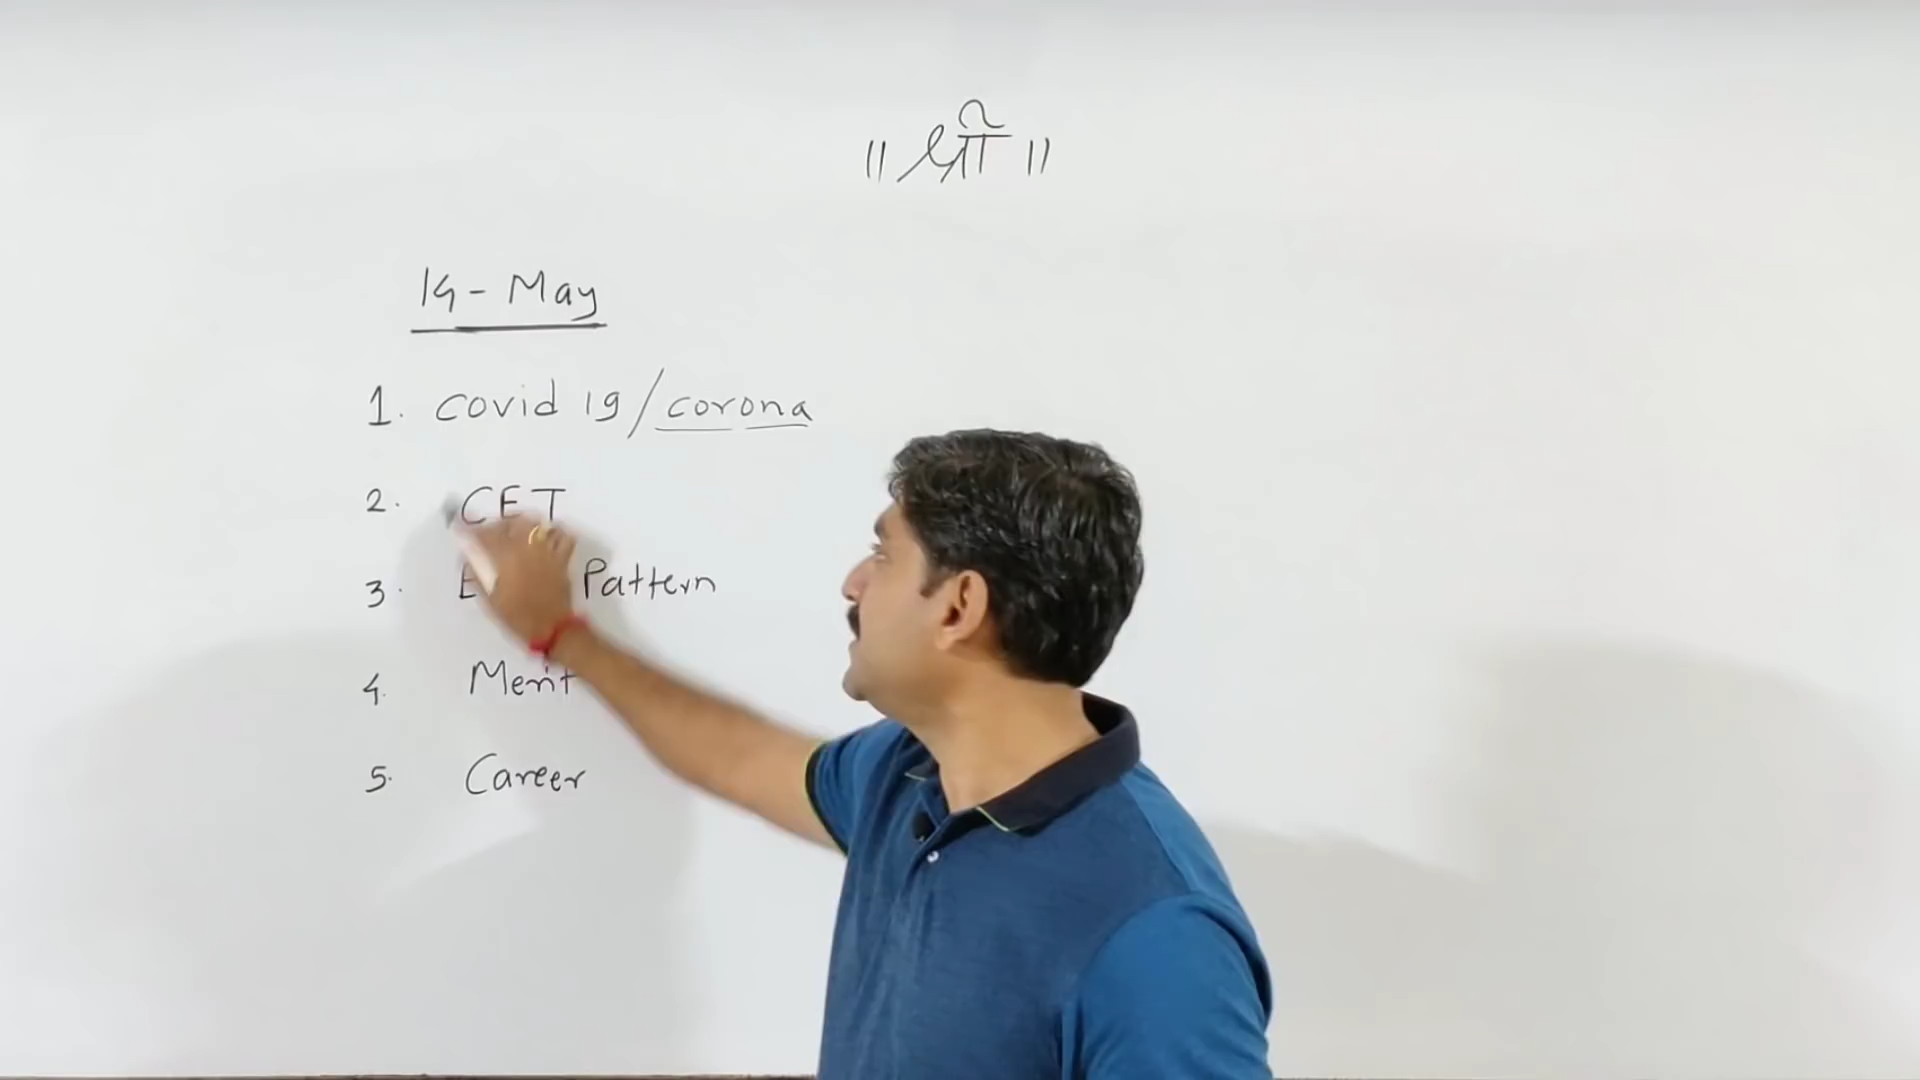 ॥ श्री ॥
14 - May
1. covid 19 / corona
2. CET
3. Pattern
4. Merit
5. Career